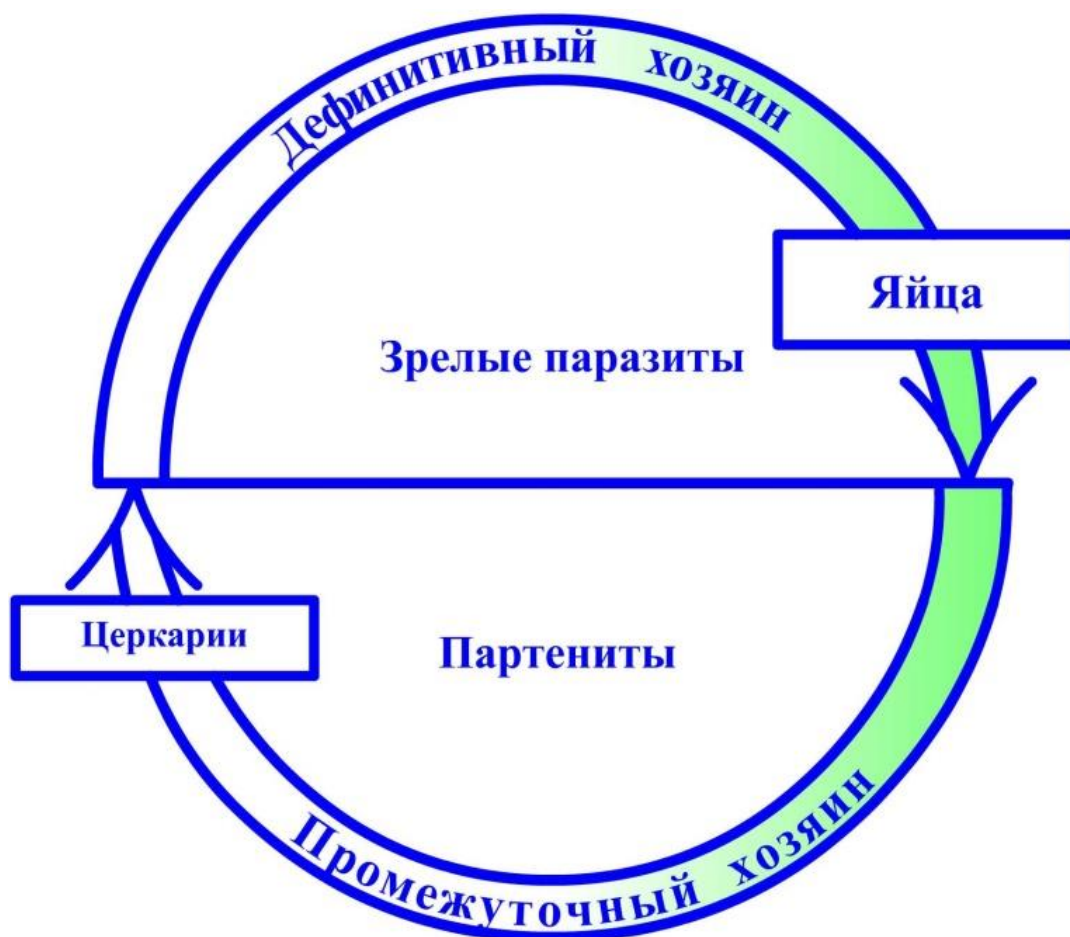 Дефинитивный хозяин
Яйца
Зрелые паразиты
Церкарии
Партениты
Промежуточный хозяин